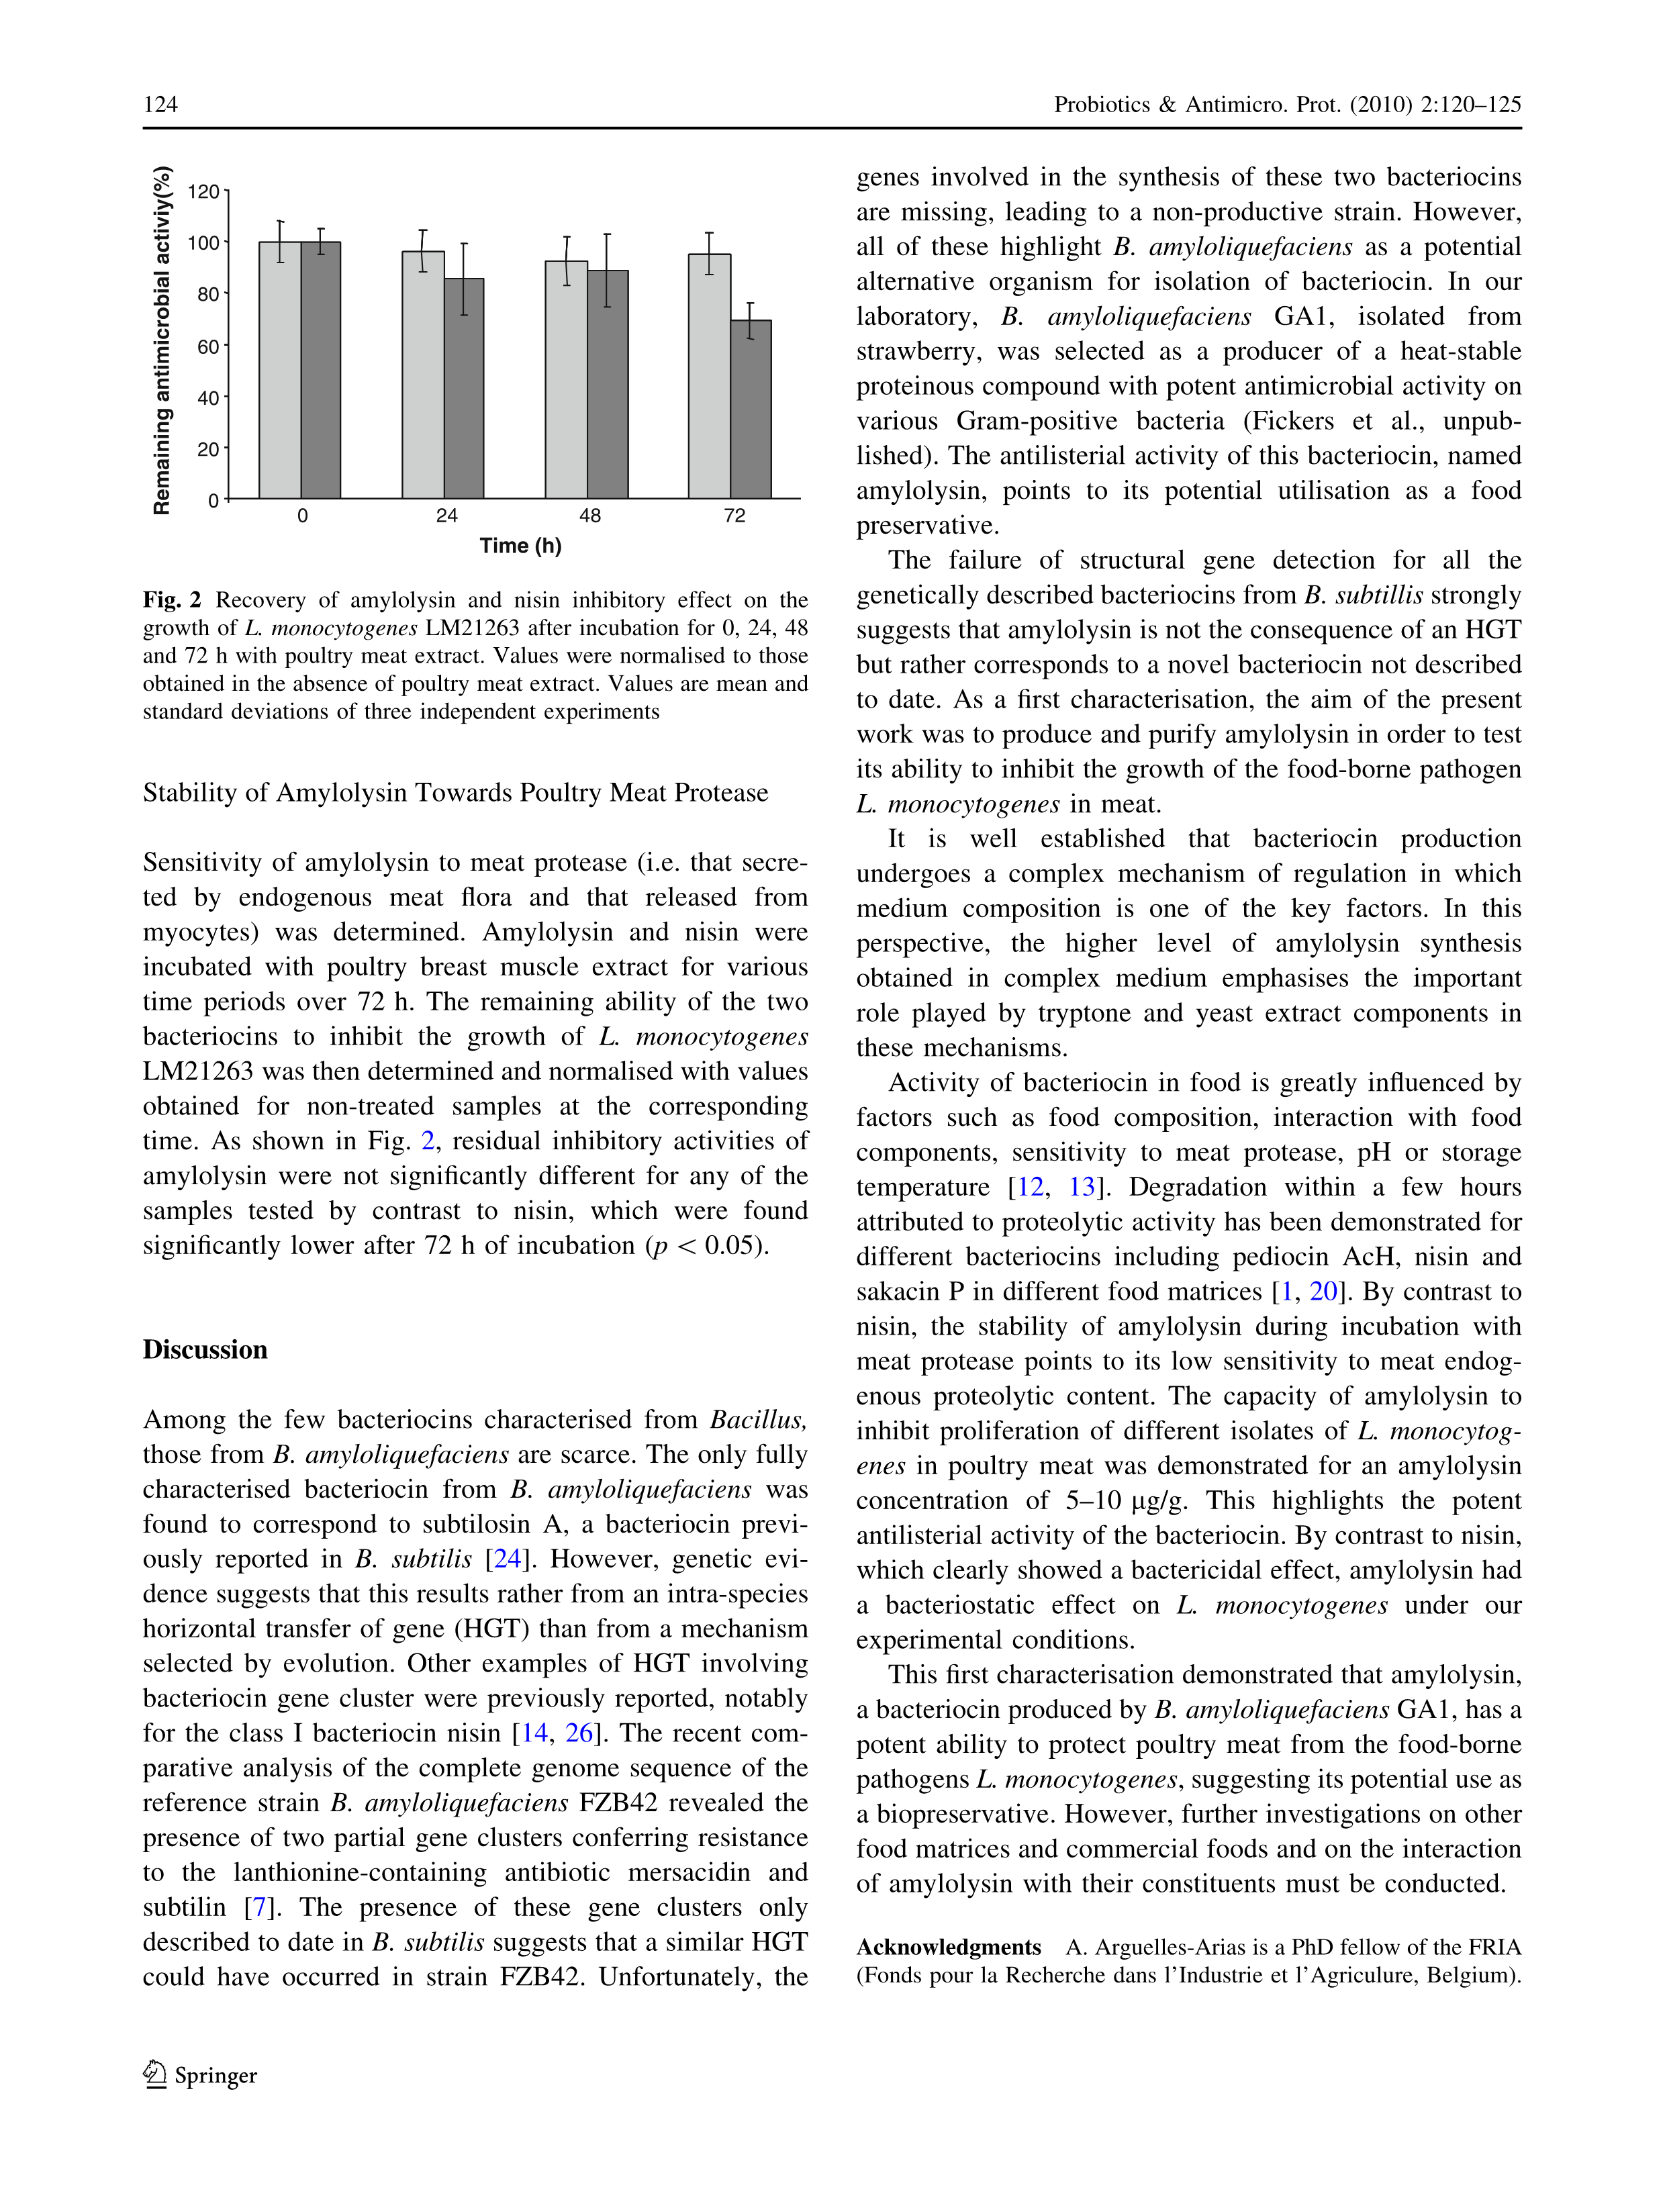 124
Probiotics & Antimicro. Prot. (2010) 2:120–125
Remaining antimicrobial activiy(%)
120
100
80
60
40
20
0
0 24 48 72
Time (h)
Fig. 2 Recovery of amylolysin and nisin inhibitory effect on the
growth of L. monocytogenes LM21263 after incubation for 0, 24, 48
and 72 h with poultry meat extract. Values were normalised to those
obtained in the absence of poultry meat extract. Values are mean and
standard deviations of three independent experiments
Stability of Amylolysin Towards Poultry Meat Protease
Sensitivity of amylolysin to meat protease (i.e. that secre-
ted by endogenous meat flora and that released from
myocytes) was determined. Amylolysin and nisin were
incubated with poultry breast muscle extract for various
time periods over 72 h. The remaining ability of the two
bacteriocins to inhibit the growth of L. monocytogenes
LM21263 was then determined and normalised with values
obtained for non-treated samples at the corresponding
time. As shown in Fig. 2, residual inhibitory activities of
amylolysin were not significantly different for any of the
samples tested by contrast to nisin, which were found
significantly lower after 72 h of incubation (p < 0.05).
Discussion
Among the few bacteriocins characterised from Bacillus,
those from B. amyloliquefaciens are scarce. The only fully
characterised bacteriocin from B. amyloliquefaciens was
found to correspond to subtilosin A, a bacteriocin previ-
ously reported in B. subtilis [24]. However, genetic evi-
dence suggests that this results rather from an intra-species
horizontal transfer of gene (HGT) than from a mechanism
selected by evolution. Other examples of HGT involving
bacteriocin gene cluster were previously reported, notably
for the class I bacteriocin nisin [14, 26]. The recent com-
parative analysis of the complete genome sequence of the
reference strain B. amyloliquefaciens FZB42 revealed the
presence of two partial gene clusters conferring resistance
to the lanthionine-containing antibiotic mersacidin and
subtilin [7]. The presence of these gene clusters only
described to date in B. subtilis suggests that a similar HGT
could have occurred in strain FZB42. Unfortunately, the
genes involved in the synthesis of these two bacteriocins
are missing, leading to a non-productive strain. However,
all of these highlight B. amyloliquefaciens as a potential
alternative organism for isolation of bacteriocin. In our
laboratory, B. amyloliquefaciens GA1, isolated from
strawberry, was selected as a producer of a heat-stable
proteinous compound with potent antimicrobial activity on
various Gram-positive bacteria (Fickers et al., unpub-
lished). The antilisterial activity of this bacteriocin, named
amylolysin, points to its potential utilisation as a food
preservative.
The failure of structural gene detection for all the
genetically described bacteriocins from B. subtillis strongly
suggests that amylolysin is not the consequence of an HGT
but rather corresponds to a novel bacteriocin not described
to date. As a first characterisation, the aim of the present
work was to produce and purify amylolysin in order to test
its ability to inhibit the growth of the food-borne pathogen
L. monocytogenes in meat.
It is well established that bacteriocin production
undergoes a complex mechanism of regulation in which
medium composition is one of the key factors. In this
perspective, the higher level of amylolysin synthesis
obtained in complex medium emphasises the important
role played by tryptone and yeast extract components in
these mechanisms.
Activity of bacteriocin in food is greatly influenced by
factors such as food composition, interaction with food
components, sensitivity to meat protease, pH or storage
temperature [12, 13]. Degradation within a few hours
attributed to proteolytic activity has been demonstrated for
different bacteriocins including pediocin AcH, nisin and
sakacin P in different food matrices [1, 20]. By contrast to
nisin, the stability of amylolysin during incubation with
meat protease points to its low sensitivity to meat endog-
enous proteolytic content. The capacity of amylolysin to
inhibit proliferation of different isolates of L. monocytog-
enes in poultry meat was demonstrated for an amylolysin
concentration of 5–10 μg/g. This highlights the potent
antilisterial activity of the bacteriocin. By contrast to nisin,
which clearly showed a bactericidal effect, amylolysin had
a bacteriostatic effect on L. monocytogenes under our
experimental conditions.
This first characterisation demonstrated that amylolysin,
a bacteriocin produced by B. amyloliquefaciens GA1, has a
potent ability to protect poultry meat from the food-borne
pathogens L. monocytogenes, suggesting its potential use as
a biopreservative. However, further investigations on other
food matrices and commercial foods and on the interaction
of amylolysin with their constituents must be conducted.
Acknowledgments A. Arguelles-Arias is a PhD fellow of the FRIA
(Fonds pour la Recherche dans l'Industrie et l'Agriculure, Belgium).
Springer